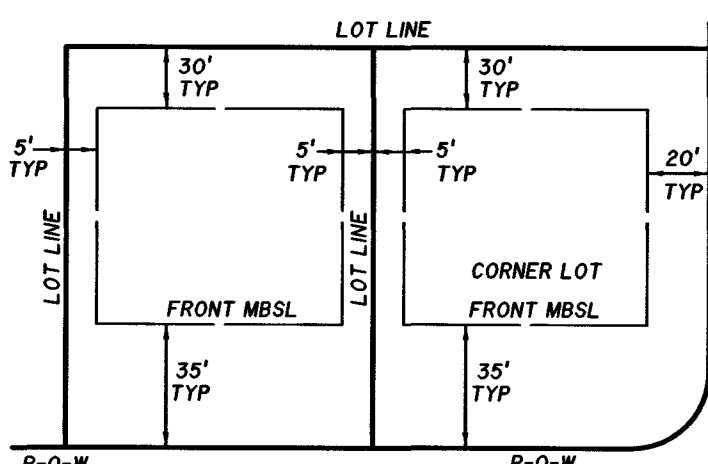 LOT LINE
30'
TYP
30'
TYP
5'
TYP
5'
TYP
5'
TYP
20'
TYP
LOT LINE
LOT LINE
CORNER LOT
FRONT MBSL
FRONT MBSL
35'
TYP
35'
TYP
R-O-W
R-O-W